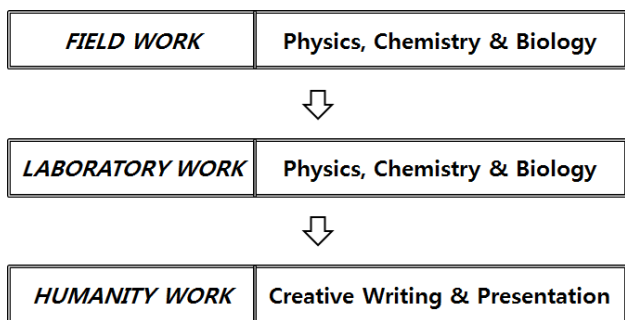 FIELD WORK Physics, Chemistry & Biology
LABORATORY WORK Physics, Chemistry & Biology
HUMANITY WORK Creative Writing & Presentation